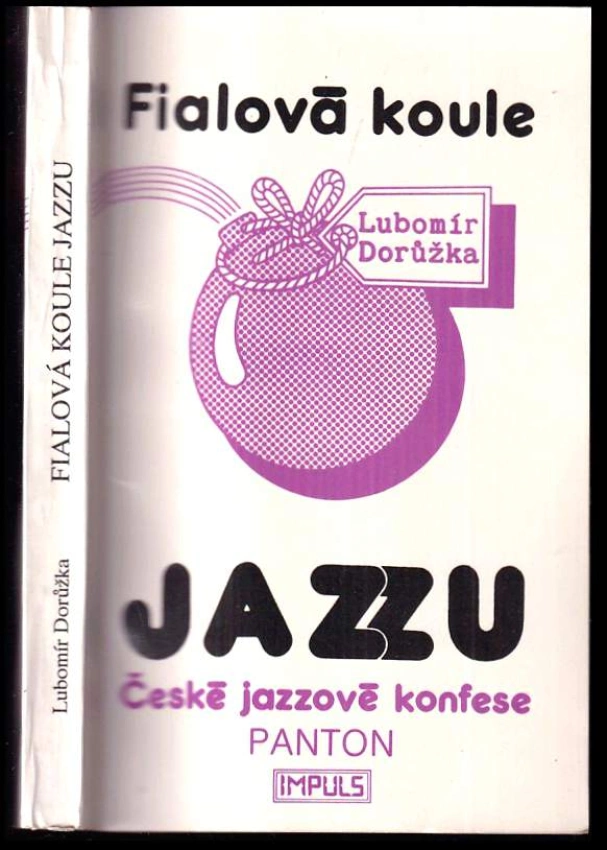 Lubomír Dorůžka FIALOVÁ KOULE JAZZU
Fialová koule
Lubomír
Dorůžka
JAZZU
České jazzové konfese
PANTON
IMPULS